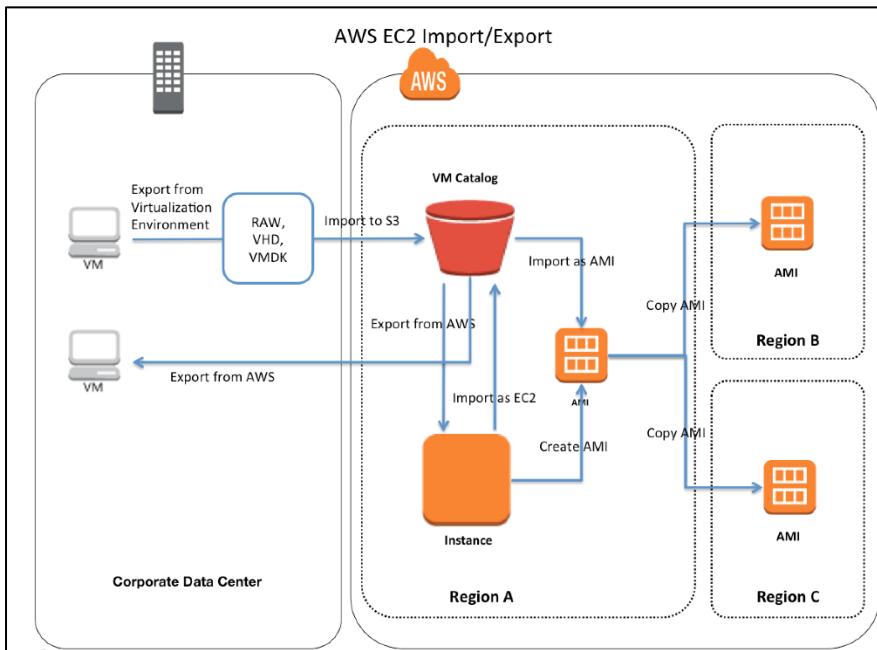 AWS EC2 Import/Export
AWS
VM Catalog
Export from
Virtualization
Environment
RAW,
VHD,
VMDK
Import to S3
VM
Import as AMI
AMI
Copy AMI
Region B
Export from AWS
VM
Export from AWS
AMI
Import as EC2
Create AMI
Copy AMI
Instance
AMI
Corporate Data Center
Region A
Region C